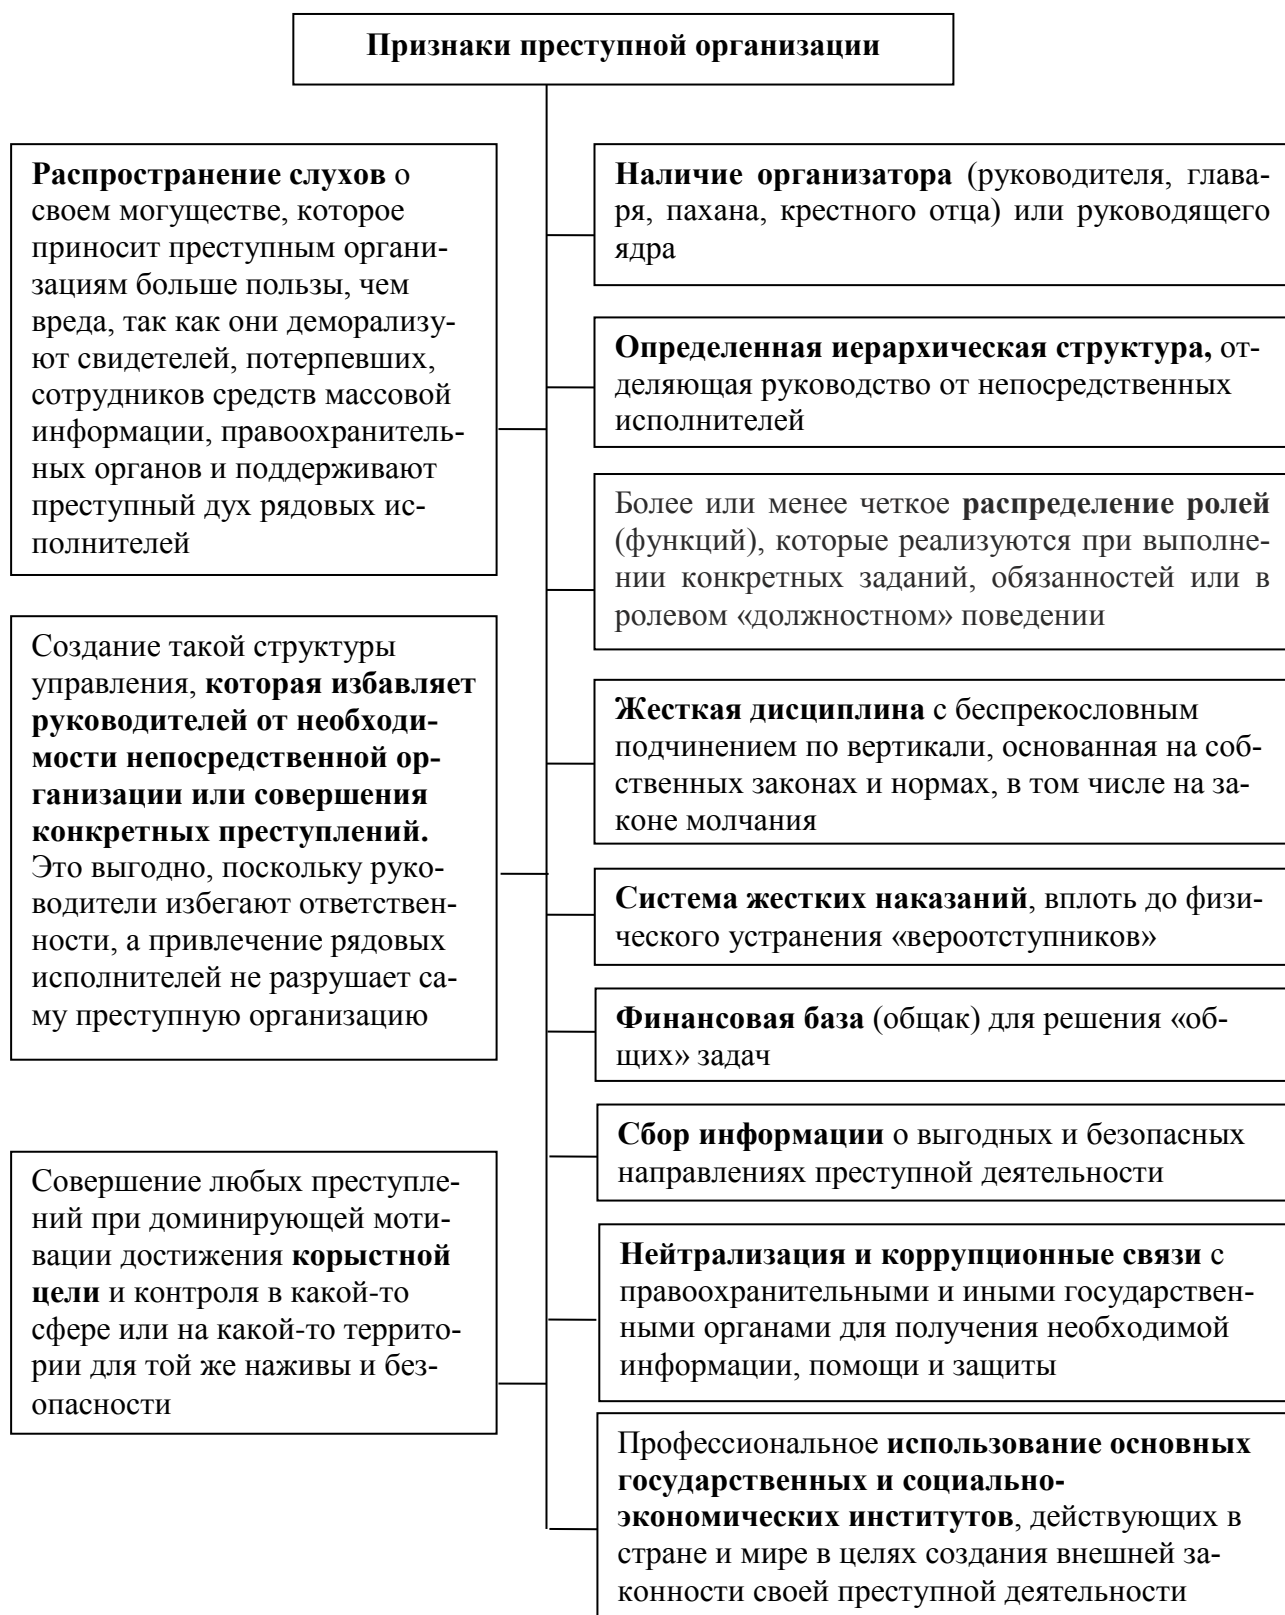 Признаки преступной организации
Распространение слухов о
своем могуществе, которое
приносит преступным органи-
зациям больше пользы, чем
вреда, так как они деморализу-
ют свидетелей, потерпевших,
сотрудников средств массовой
информации, правоохранитель-
ных органов и поддерживают
преступный дух рядовых ис-
полнителей
Создание такой структуры
управления, которая избавляет
руководителей от необходи-
мости непосредственной ор-
ганизации или совершения
конкретных преступлений.
Это выгодно, поскольку руко-
водители избегают ответствен-
ности, а привлечение рядовых
исполнителей не разрушает са-
му преступную организацию
Совершение любых преступле-
ний при доминирующей моти-
вации достижения корыстной
цели и контроля в какой-то
сфере или на какой-то террито-
рии для той же наживы и без-
опасности
Наличие организатора (руководителя, глава-
ря, пахана, крестного отца) или руководящего
ядра
Определенная иерархическая структура, от-
деляющая руководство от непосредственных
исполнителей
Более или менее четкое распределение ролей
(функций), которые реализуются при выполне-
нии конкретных заданий, обязанностей или в
ролевом «должностном» поведении
Жесткая дисциплина с беспрекословным
подчинением по вертикали, основанная на соб-
ственных законах и нормах, в том числе на за-
коне молчания
Система жестких наказаний, вплоть до физи-
ческого устранения «вероотступников»
Финансовая база (общак) для решения «об-
щих» задач
Сбор информации о выгодных и безопасных
направлениях преступной деятельности
Нейтрализация и коррупционные связи с
правоохранительными и иными государствен-
ными органами для получения необходимой
информации, помощи и защиты
Профессиональное использование основных
государственных и социально-
экономических институтов, действующих в
стране и мире в целях создания внешней за-
конности своей преступной деятельности